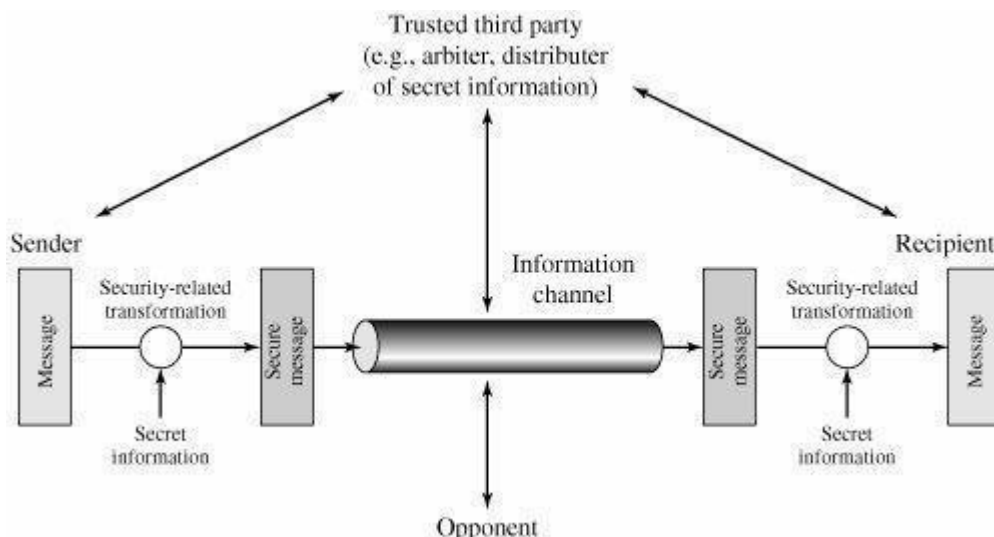 Trusted third party
(e.g., arbiter, distributer
of secret information)
Sender
Recipient
Information
channel
Message
Security-related
transformation
Secret
information
Secure
message
Secure
message
Security-related
transformation
Secret
information
Message
Opponent